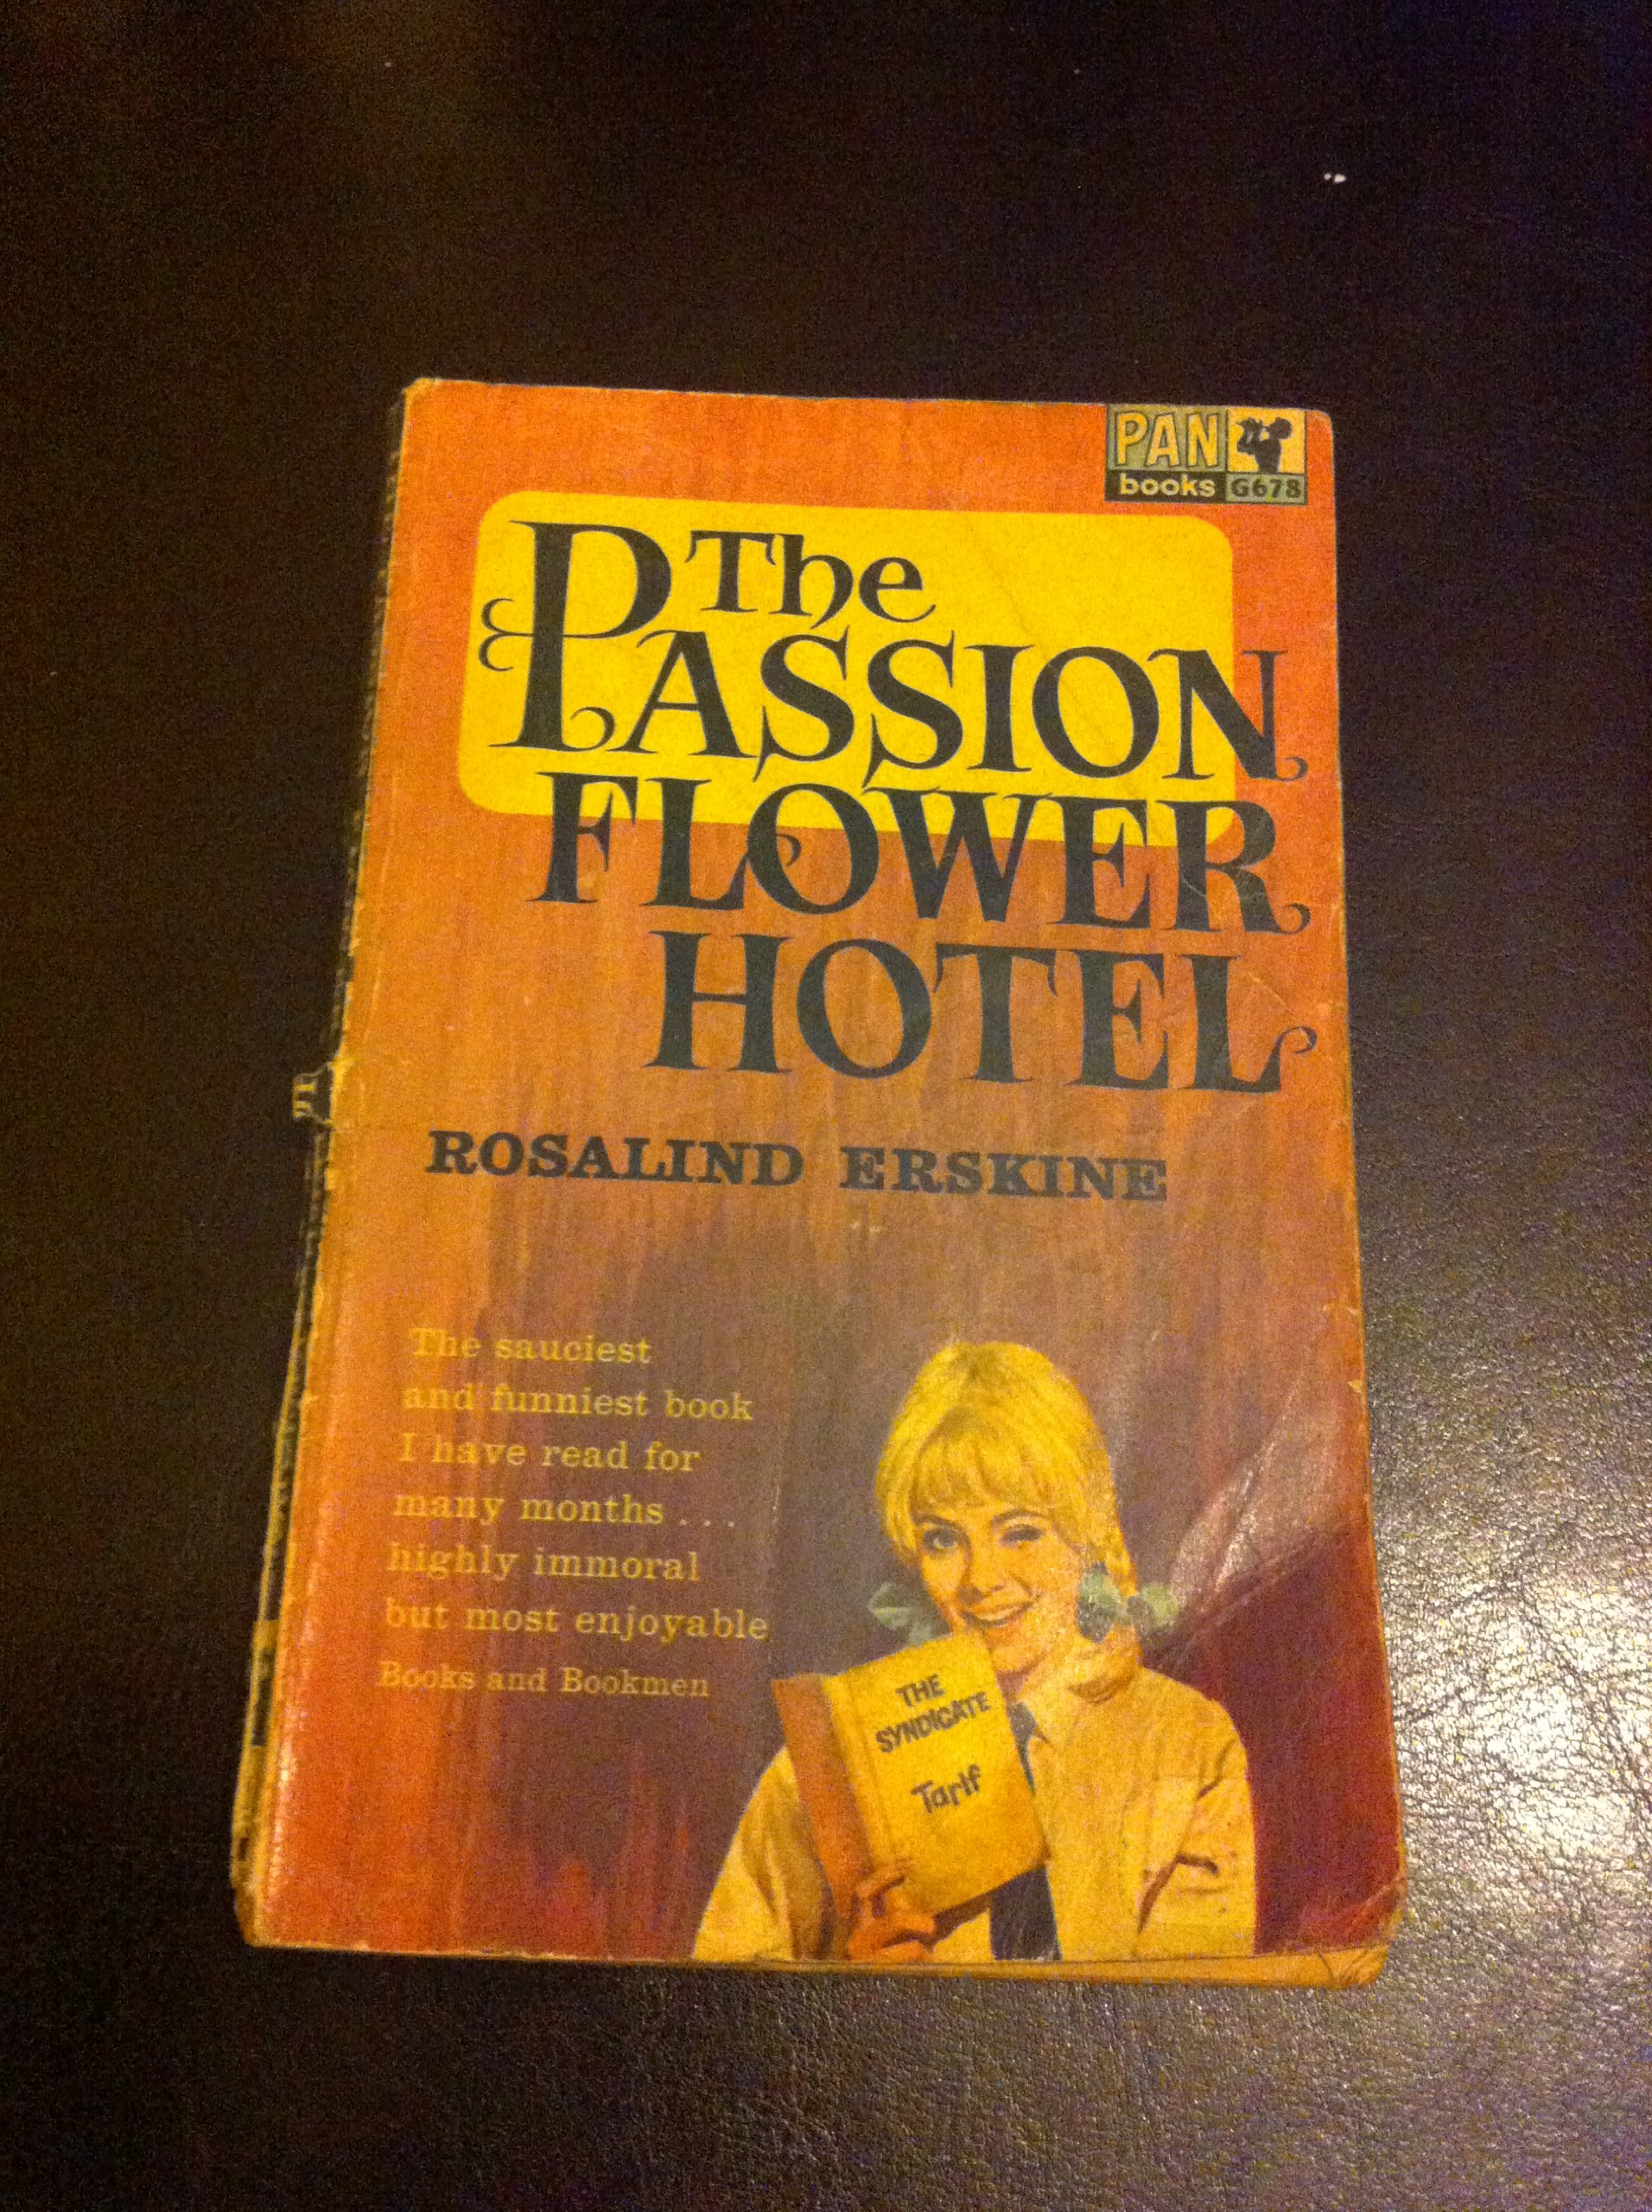 PAN
books G678
The
PASSION
FLOWER
HOTEL
ROSALIND ERSKINE
The sauciest
and funniest book
I have read for
many months...
highly immoral
but most enjoyable
Books and Bookmen
THE
SYNDICATE
Tarif